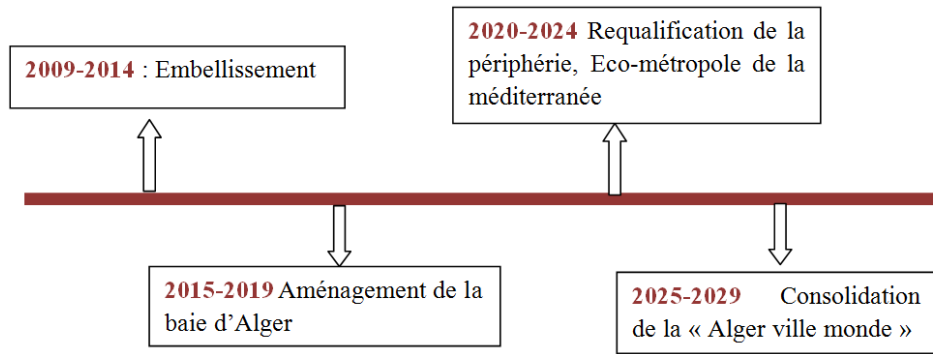 2009-2014 : Embellissement
2020-2024 Requalification de la
périphérie, Eco-métropole de la
méditerranée
2015-2019 Aménagement de la
baie d’Alger
2025-2029 Consolidation
de la « Alger ville monde »